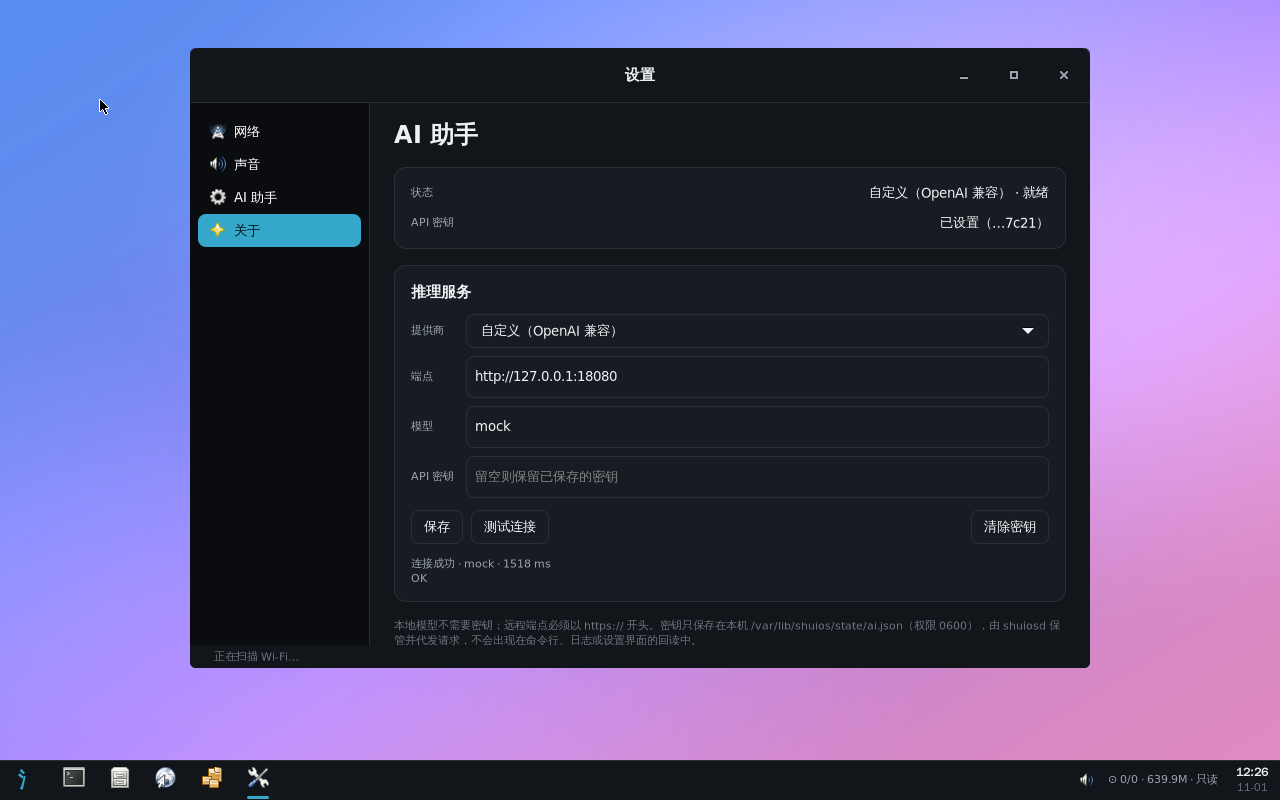 设置
网络
声音
AI 助手
关于
AI 助手
状态 自定义（OpenAI 兼容） · 就绪
API 密钥 已设置（…7c21）
推理服务
提供商 自定义（OpenAI 兼容）
端点 http://127.0.0.1:18080
模型 mock
API 密钥 留空则保留已保存的密钥
保存 测试连接 清除密钥
连接成功 · mock · 1518 ms
OK
本地模型不需要密钥；远程端点必须以 https:// 开头。密钥只保存在本机 /var/lib/shuios/state/ai.json（权限 0600），由 shuiosd 保
管并代发请求，不会出现在命令行、日志或设置界面的回读中。
正在扫描 Wi-Fi…
⊙ 0/0 · 639.9M · 只读
12:26
11-01